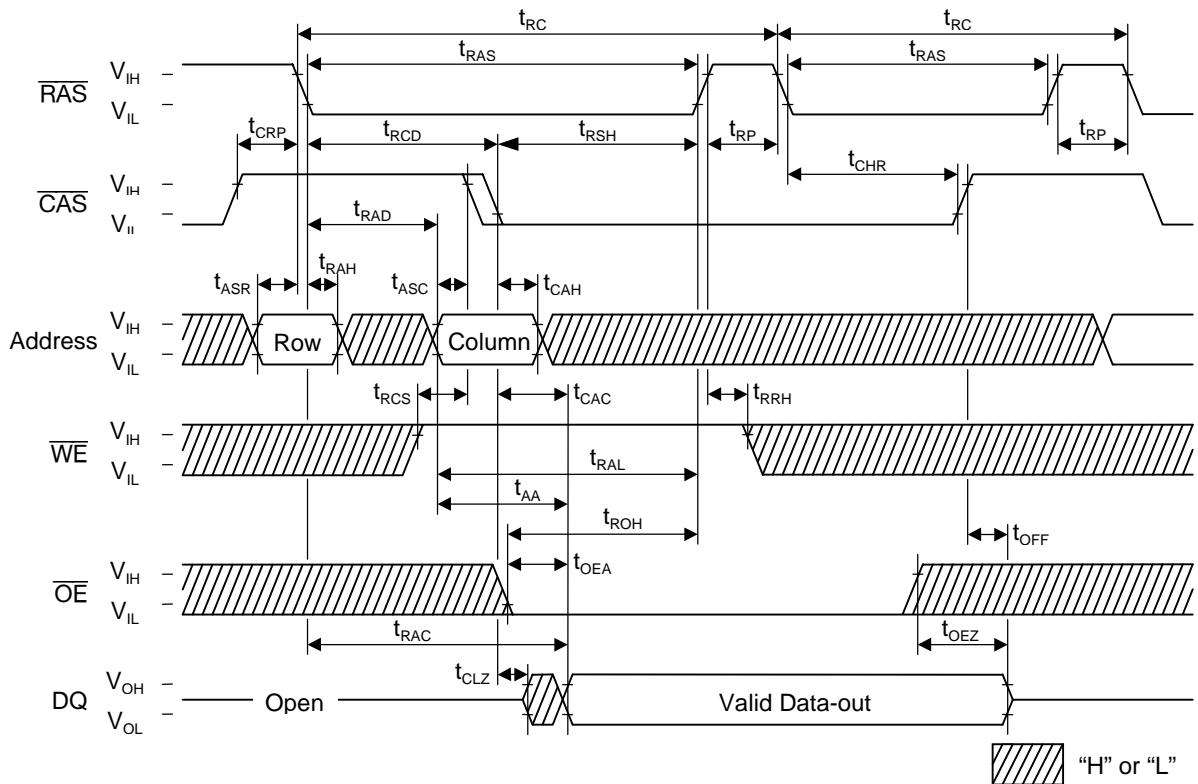 tRC tRC
tRAS tRAS
RAS VIH
VIL
tCRP tRCD tRSH tRP tRP
tCHR
CAS VIH
VIL
tRAD
tASR tRAH tASC tCAH
Address VIH
VIL
Row Column
tRCS tCAC tRRH
WE VIH
VIL
tRAL
tAA
tROH
tOFF
tOEA
OE VIH
VIL
tRAC
tOEZ
tCLZ
DQ VOH
VOL
Open Valid Data-out
“H” or “L”